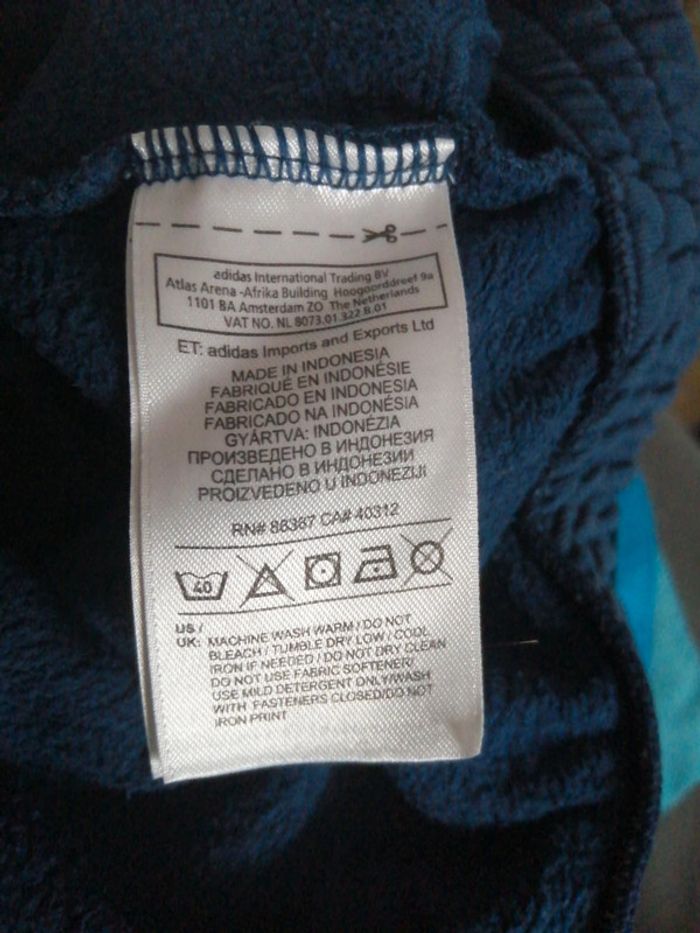 adidas International Trading BV
Atlas Arena -Afrika Building Hoogoorddreef 9a
1101 BA Amsterdam ZO The Netherlands
VAT NO. NL 8073.01.322.B.01
ET: adidas Imports and Exports Ltd
MADE IN INDONESIA
FABRIQUÉ EN INDONÉSIE
FABRICADO EN INDONESIA
FABRICADO NA INDONÉSIA
GYÁRTVA: INDONÉZIA
ПРОИЗВЕДЕНО В ИНДОНЕЗИЯ
СДЕЛАНО В ИНДОНЕЗИИ
PROIZVEDENO U INDONEZIJI
RN# 88387 CA# 40312
40
US /
UK: MACHINE WASH WARM / DO NOT
BLEACH / TUMBLE DRY LOW / COOL
IRON IF NEEDED / DO NOT DRY CLEAN
DO NOT USE FABRIC SOFTENER/
USE MILD DETERGENT ONLY/WASH
WITH FASTENERS CLOSED/DO NOT
IRON PRINT